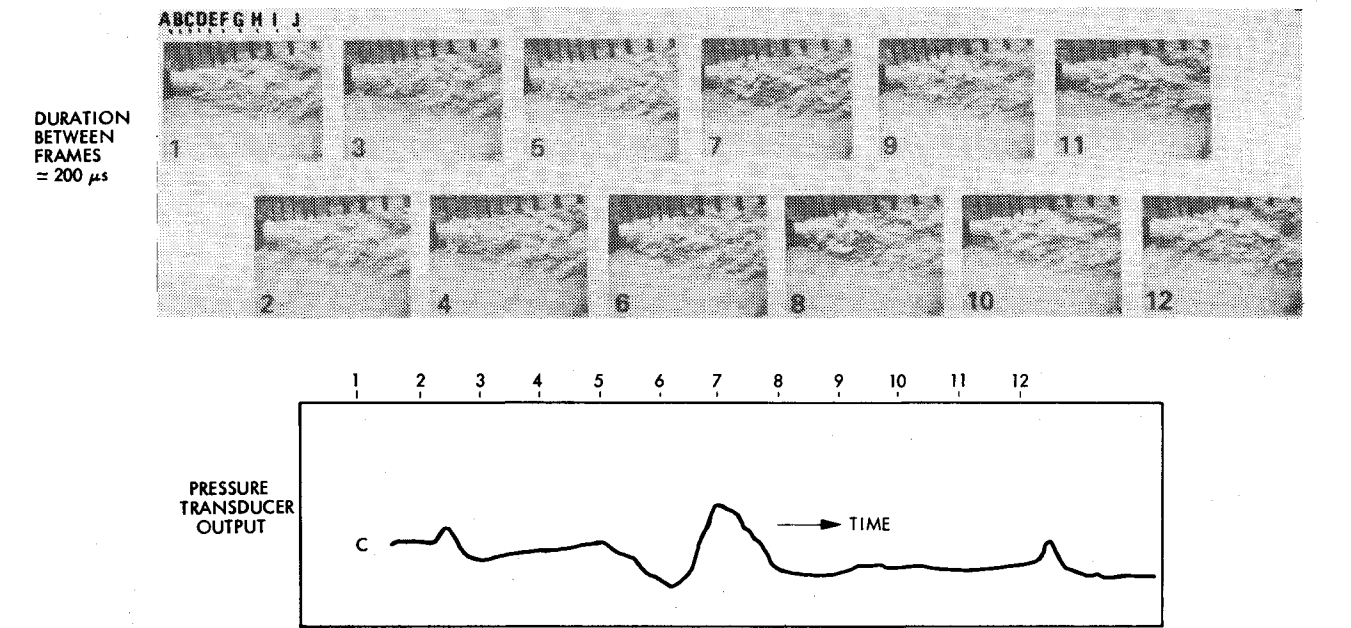 ABCDEFGHIJ
DURATION
BETWEEN
FRAMES
≃ 200 μs
1 3 5 7 9 11
2 4 6 8 10 12
1 2 3 4 5 6 7 8 9 10 11 12
PRESSURE
TRANSDUCER
OUTPUT
C
TIME